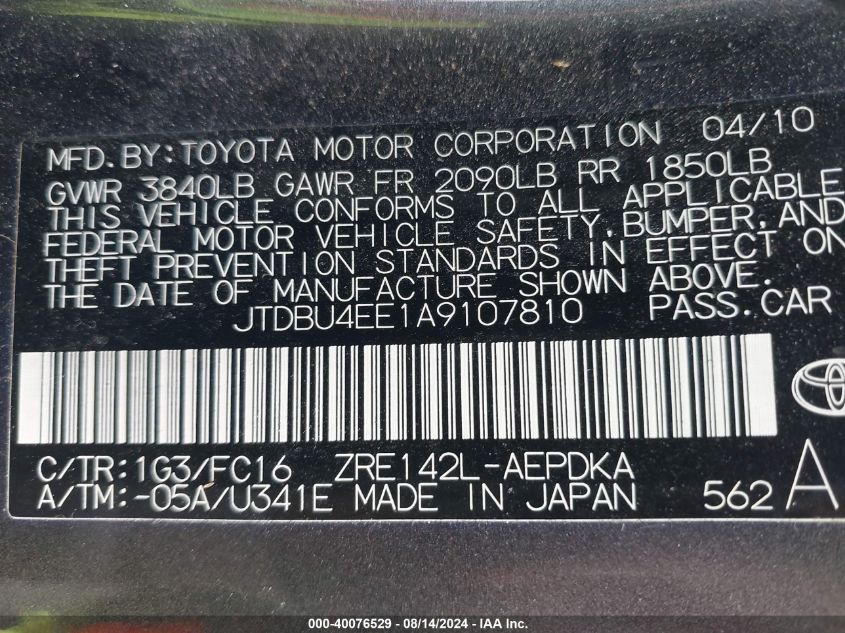 MFD.BY:TOYOTA MOTOR CORPORATION 04/10
GVWR 3840LB GAWR FR 2090LB RR 1850LB
THIS VEHICLE CONFORMS TO ALL APPLICABLE
FEDERAL MOTOR VEHICLE SAFETY,BUMPER,AND
THEFT PREVENTION STANDARDS IN EFFECT ON
THE DATE OF MANUFACTURE SHOWN ABOVE.
JTDBU4EE1A9107810 PASS.CAR
C/TR:1G3/FC16 ZRE142L-AEPDKA
A/TM:-05A/U341E MADE IN JAPAN 562 A
000-40076529 - 08/14/2024 - IAA Inc.